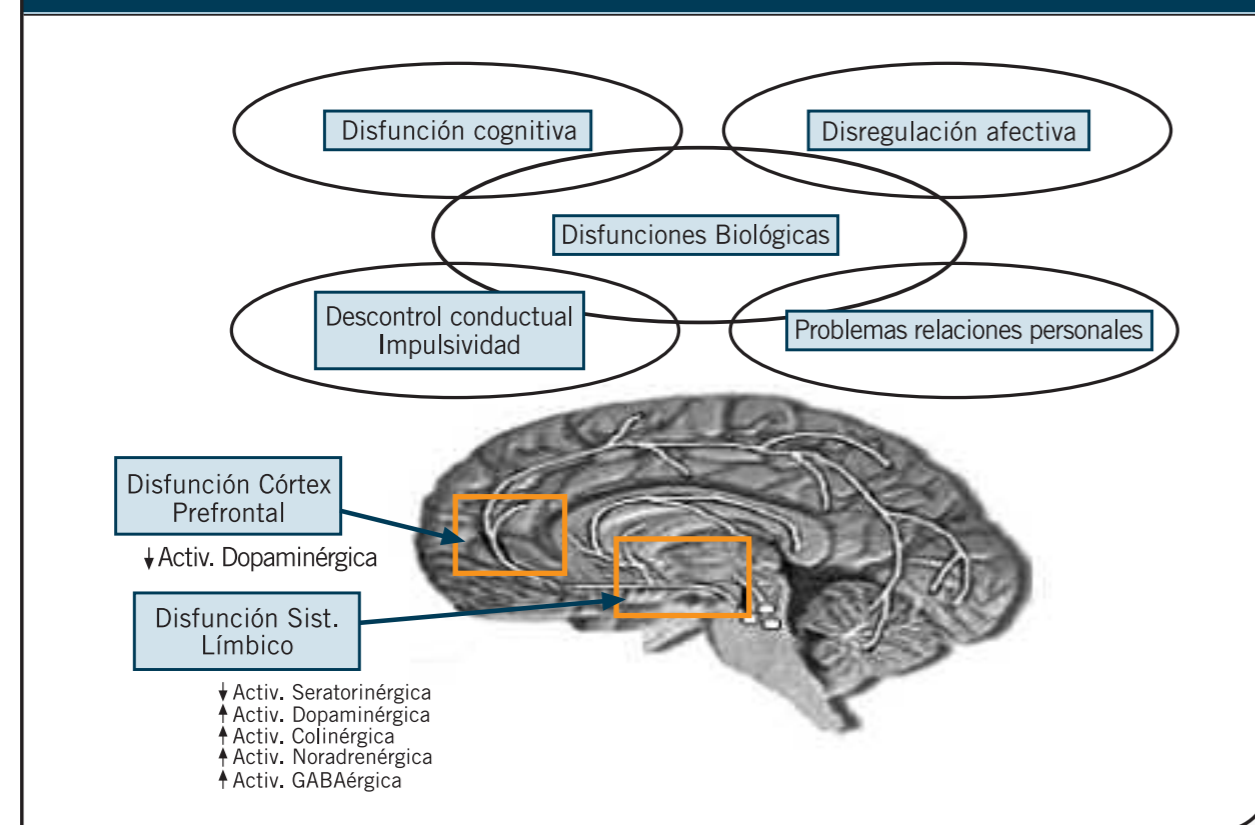 Disfunción cognitiva
Disregulación afectiva
Disfunciones Biológicas
Descontrol conductual
Impulsividad
Problemas relaciones personales
Disfunción Córtex
Prefrontal
↓ Activ. Dopaminérgica
Disfunción Sist.
Límbico
↓ Activ. Seratorinérgica
↑ Activ. Dopaminérgica
↑ Activ. Colinérgica
↑ Activ. Noradrenérgica
↑ Activ. GABAérgica